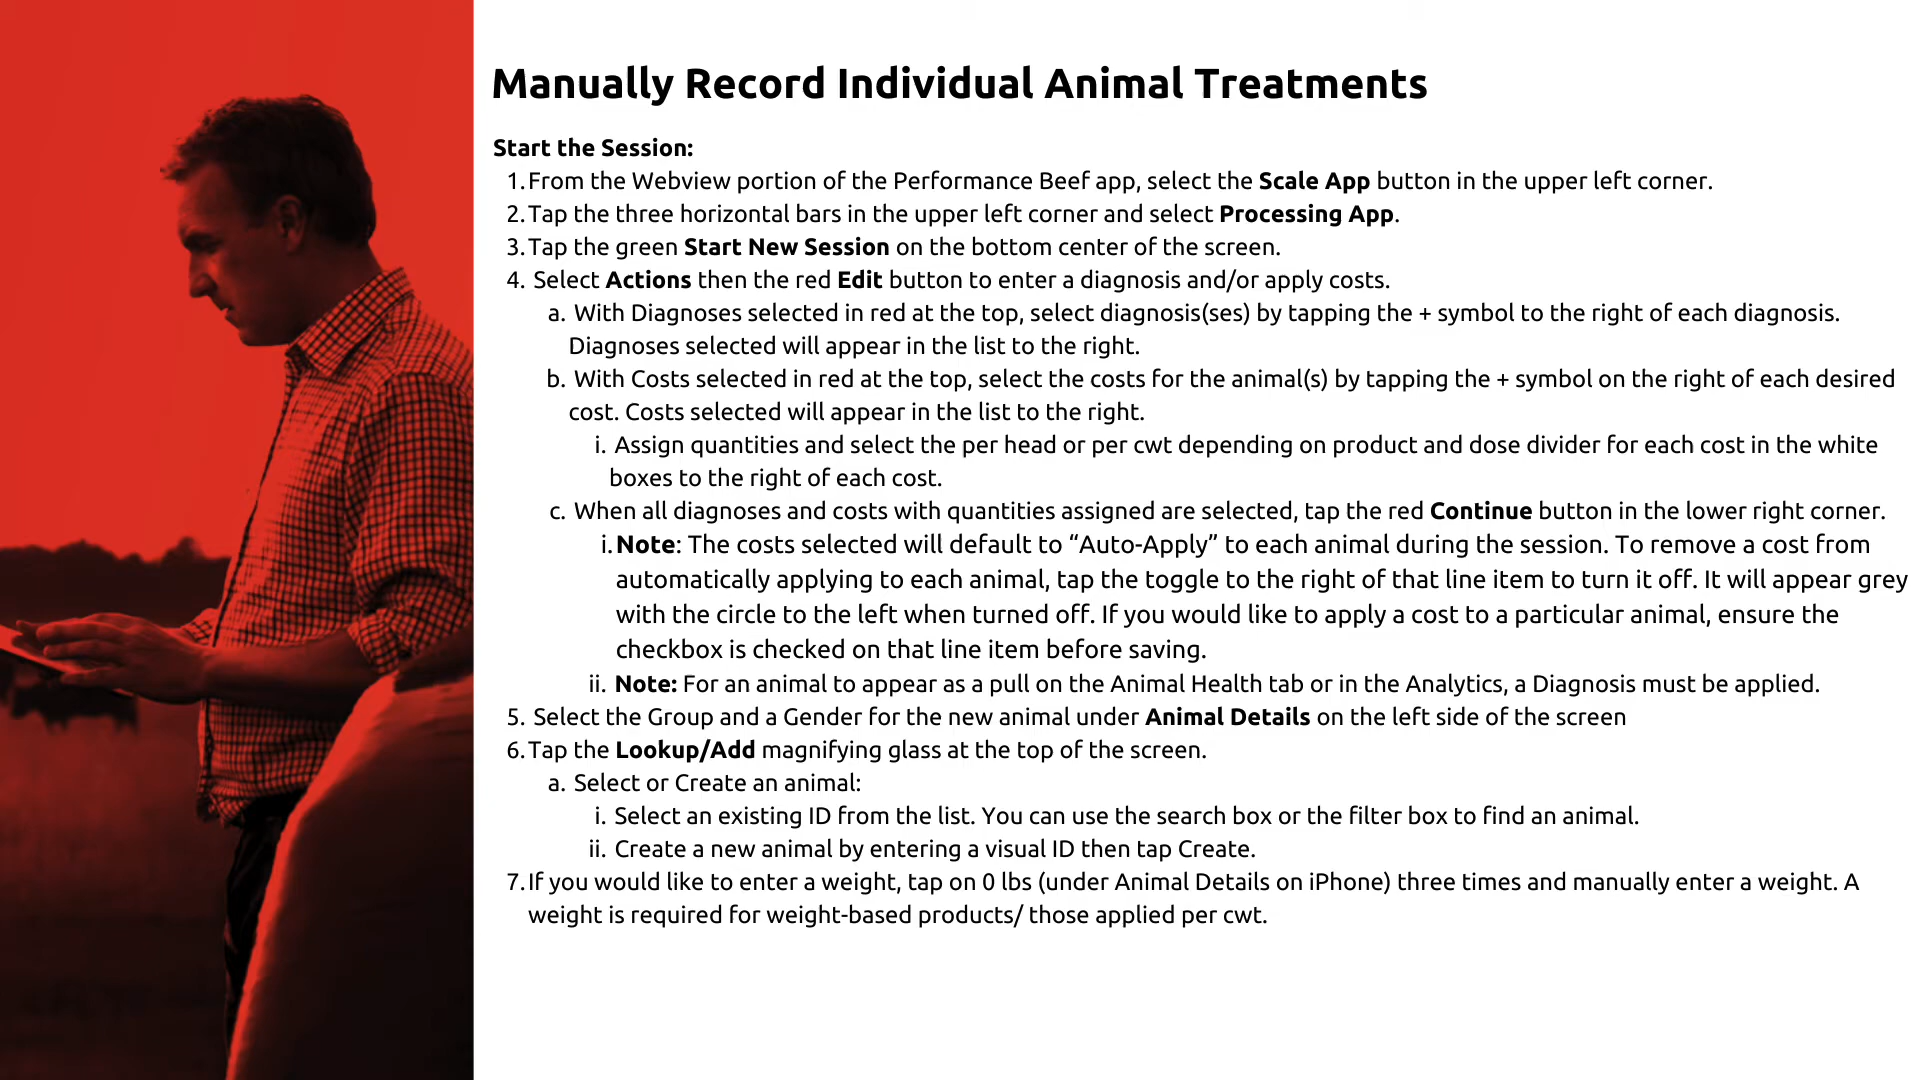 Manually Record Individual Animal Treatments
Start the Session:
1. From the Webview portion of the Performance Beef app, select the Scale App button in the upper left corner.
2. Tap the three horizontal bars in the upper left corner and select Processing App.
3. Tap the green Start New Session on the bottom center of the screen.
4. Select Actions then the red Edit button to enter a diagnosis and/or apply costs.
a. With Diagnoses selected in red at the top, select diagnosis(ses) by tapping the + symbol to the right of each diagnosis.
Diagnoses selected will appear in the list to the right.
b. With Costs selected in red at the top, select the costs for the animal(s) by tapping the + symbol on the right of each desired
cost. Costs selected will appear in the list to the right.
i. Assign quantities and select the per head or per cwt depending on product and dose divider for each cost in the white
boxes to the right of each cost.
c. When all diagnoses and costs with quantities assigned are selected, tap the red Continue button in the lower right corner.
i. Note: The costs selected will default to “Auto-Apply” to each animal during the session. To remove a cost from
automatically applying to each animal, tap the toggle to the right of that line item to turn it off. It will appear grey
with the circle to the left when turned off. If you would like to apply a cost to a particular animal, ensure the
checkbox is checked on that line item before saving.
ii. Note: For an animal to appear as a pull on the Animal Health tab or in the Analytics, a Diagnosis must be applied.
5. Select the Group and a Gender for the new animal under Animal Details on the left side of the screen
6. Tap the Lookup/Add magnifying glass at the top of the screen.
a. Select or Create an animal:
i. Select an existing ID from the list. You can use the search box or the filter box to find an animal.
ii. Create a new animal by entering a visual ID then tap Create.
7. If you would like to enter a weight, tap on 0 lbs (under Animal Details on iPhone) three times and manually enter a weight. A
weight is required for weight-based products/ those applied per cwt.